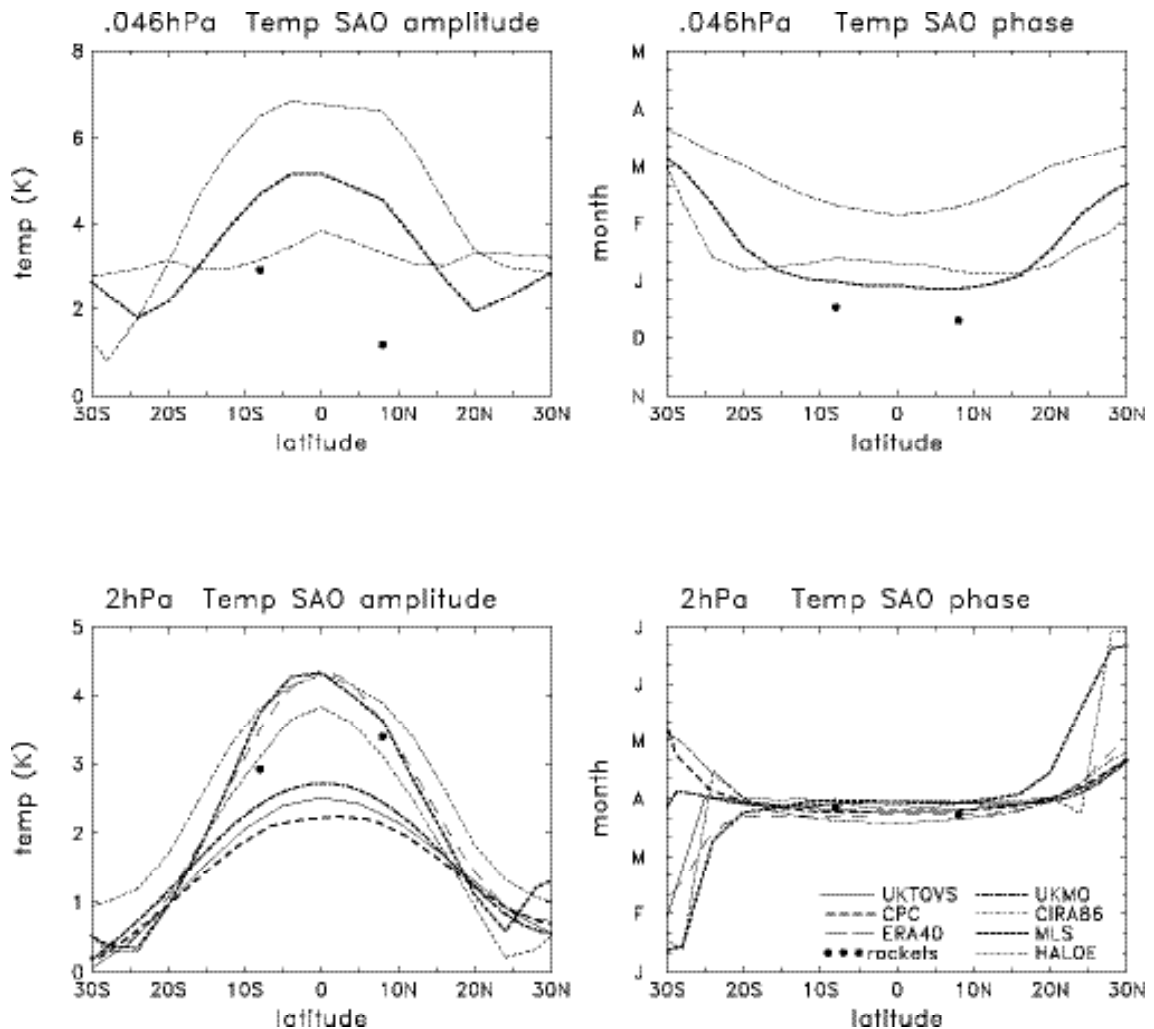 .046hPa Temp SAO amplitude
8
6
4
2
0
temp (K)
30S 20S 10S 0 10N 20N 30N
latitude
.046hPa Temp SAO phase
M
A
M
F
J
D
N
month
30S 20S 10S 0 10N 20N 30N
latitude
2hPa Temp SAO amplitude
5
4
3
2
1
0
temp (K)
30S 20S 10S 0 10N 20N 30N
latitude
2hPa Temp SAO phase
J
J
M
A
M
F
J
month
UKTOVS UKMO
CPC CIRA86
ERA40 MLS
rockets HALOE
30S 20S 10S 0 10N 20N 30N
latitude